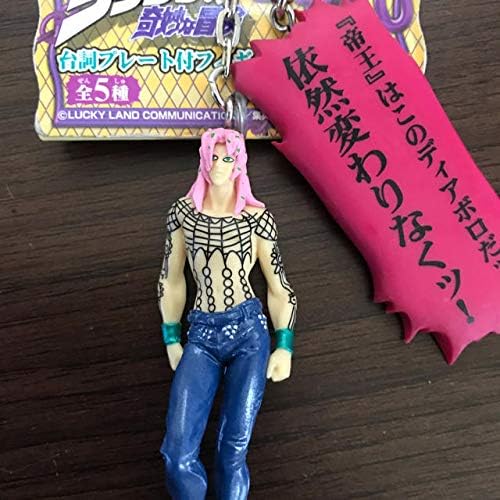 奇妙な冒険
台詞プレート付フィギ
全5種
ぜん しゅ
©LUCKY LAND COMMUNICATION
『帝王』はこのディアボロだッ
依然変わりなくッ!